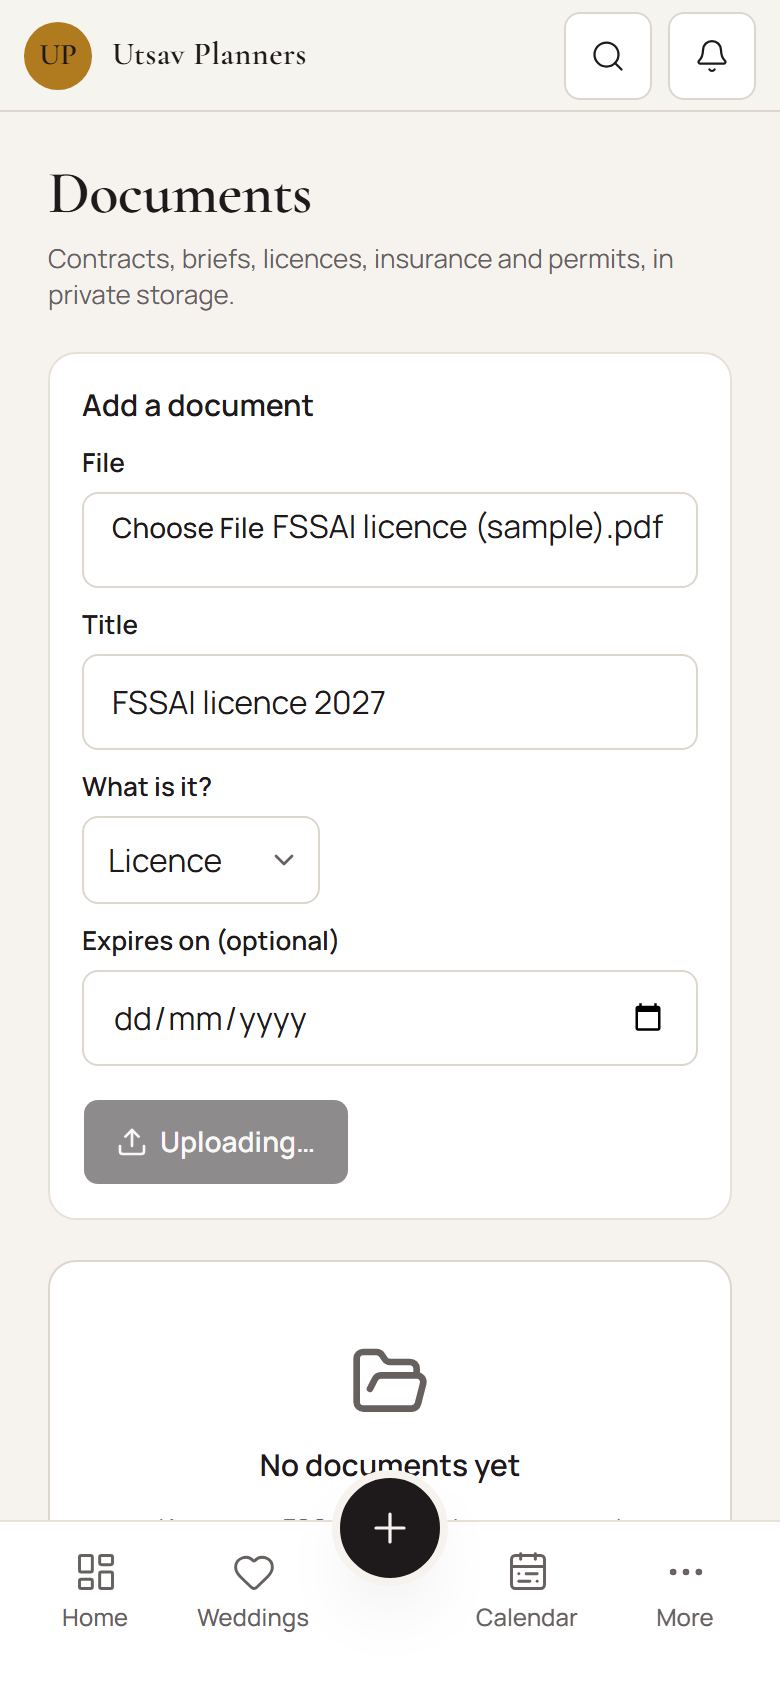 UP Utsav Planners
Documents
Contracts, briefs, licences, insurance and permits, in
private storage.
Add a document
File
Choose File FSSAI licence (sample).pdf
Title
FSSAI licence 2027
What is it?
Licence
Expires on (optional)
dd/mm/yyyy
Uploading...
No documents yet
Home Weddings Calendar More